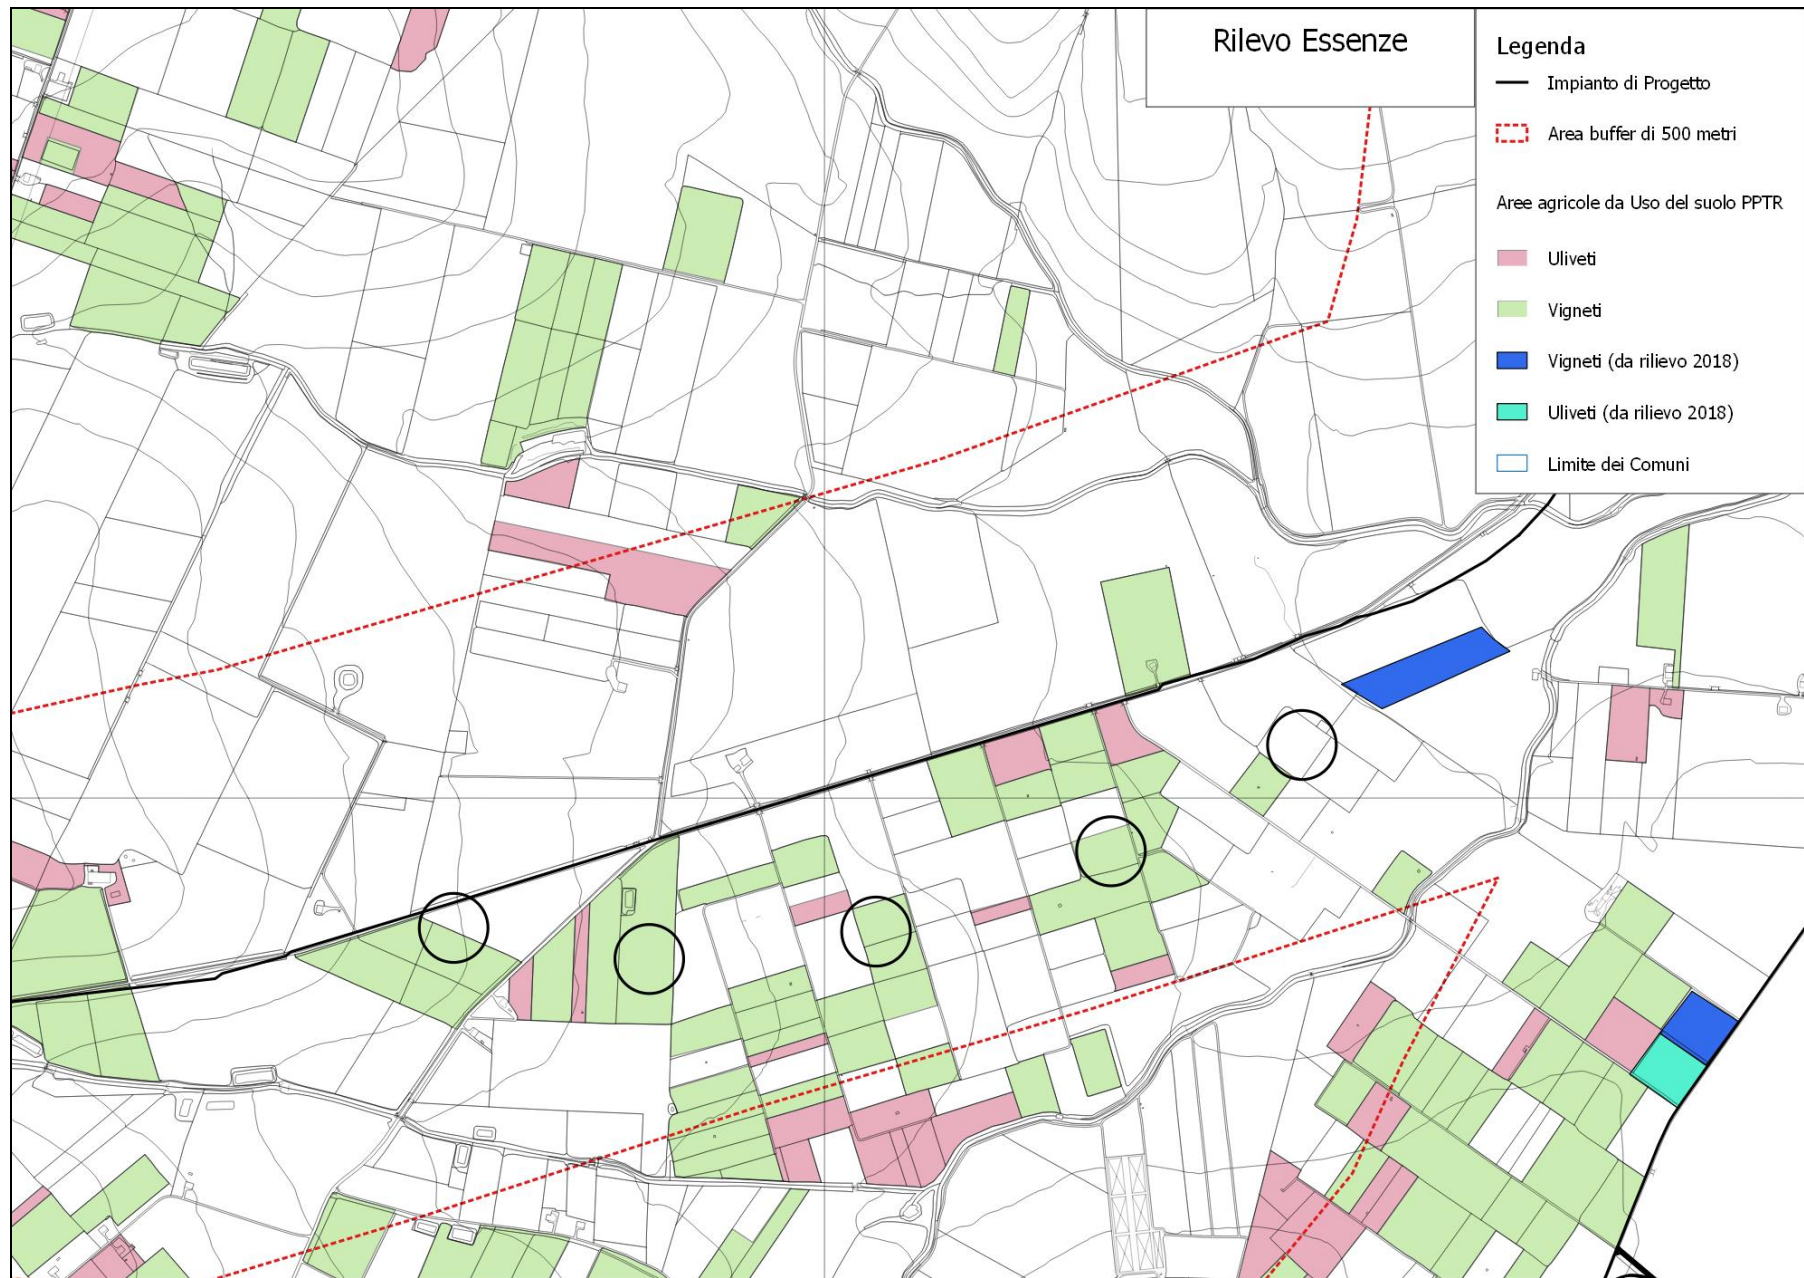 Rilevo Essenze
Legenda
Impianto di Progetto
Area buffer di 500 metri
Aree agricole da Uso del suolo PPTR
Uliveti
Vigneti
Vigneti (da rilievo 2018)
Uliveti (da rilievo 2018)
Limite dei Comuni